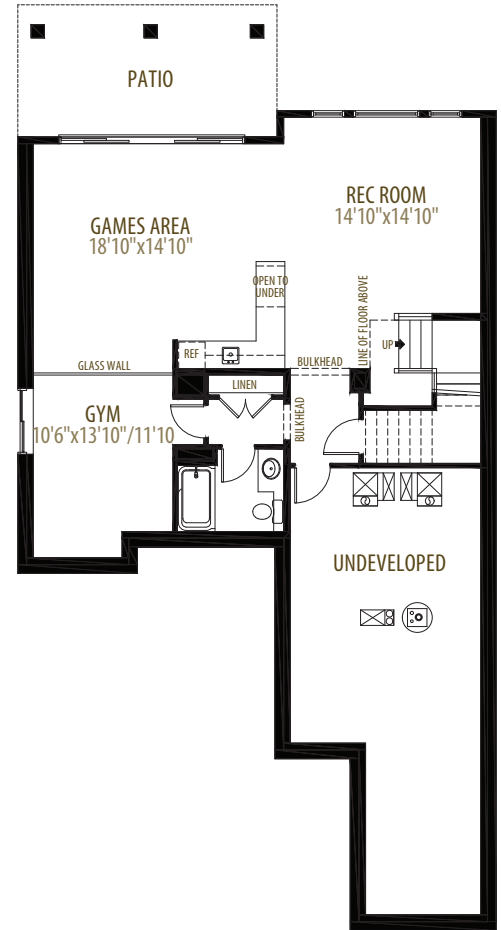 PATIO
REC ROOM
14'10"x14'10"
GAMES AREA
18'10"x14'10"
OPEN TO
UNDER
LINE OF FLOOR ABOVE
UP
REF
GLASS WALL
BULKHEAD
LINEN
BULKHEAD
GYM
10'6"x13'10"/11'10
UNDEVELOPED